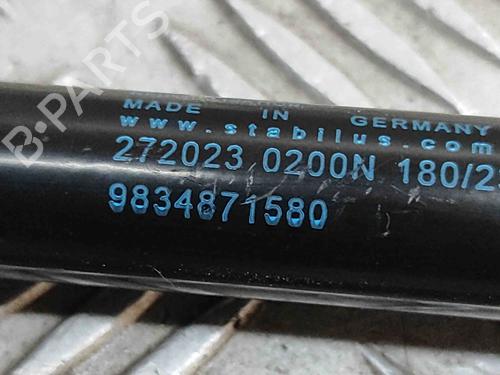 MADE IN GERMANY
www.stabilus.com
272023 0200N 180/2
9834871580
B-PARTS